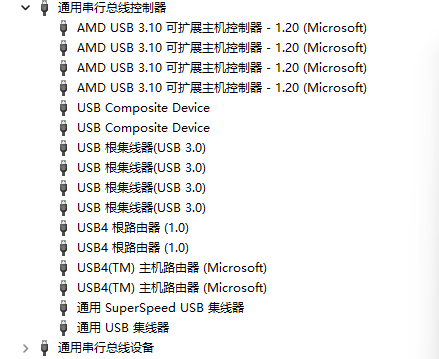 通用串行总线控制器
AMD USB 3.10 可扩展主机控制器 - 1.20 (Microsoft)
AMD USB 3.10 可扩展主机控制器 - 1.20 (Microsoft)
AMD USB 3.10 可扩展主机控制器 - 1.20 (Microsoft)
AMD USB 3.10 可扩展主机控制器 - 1.20 (Microsoft)
USB Composite Device
USB Composite Device
USB 根集线器(USB 3.0)
USB 根集线器(USB 3.0)
USB 根集线器(USB 3.0)
USB 根集线器(USB 3.0)
USB4 根路由器 (1.0)
USB4 根路由器 (1.0)
USB4(TM) 主机路由器 (Microsoft)
USB4(TM) 主机路由器 (Microsoft)
通用 SuperSpeed USB 集线器
通用 USB 集线器
通用串行总线设备